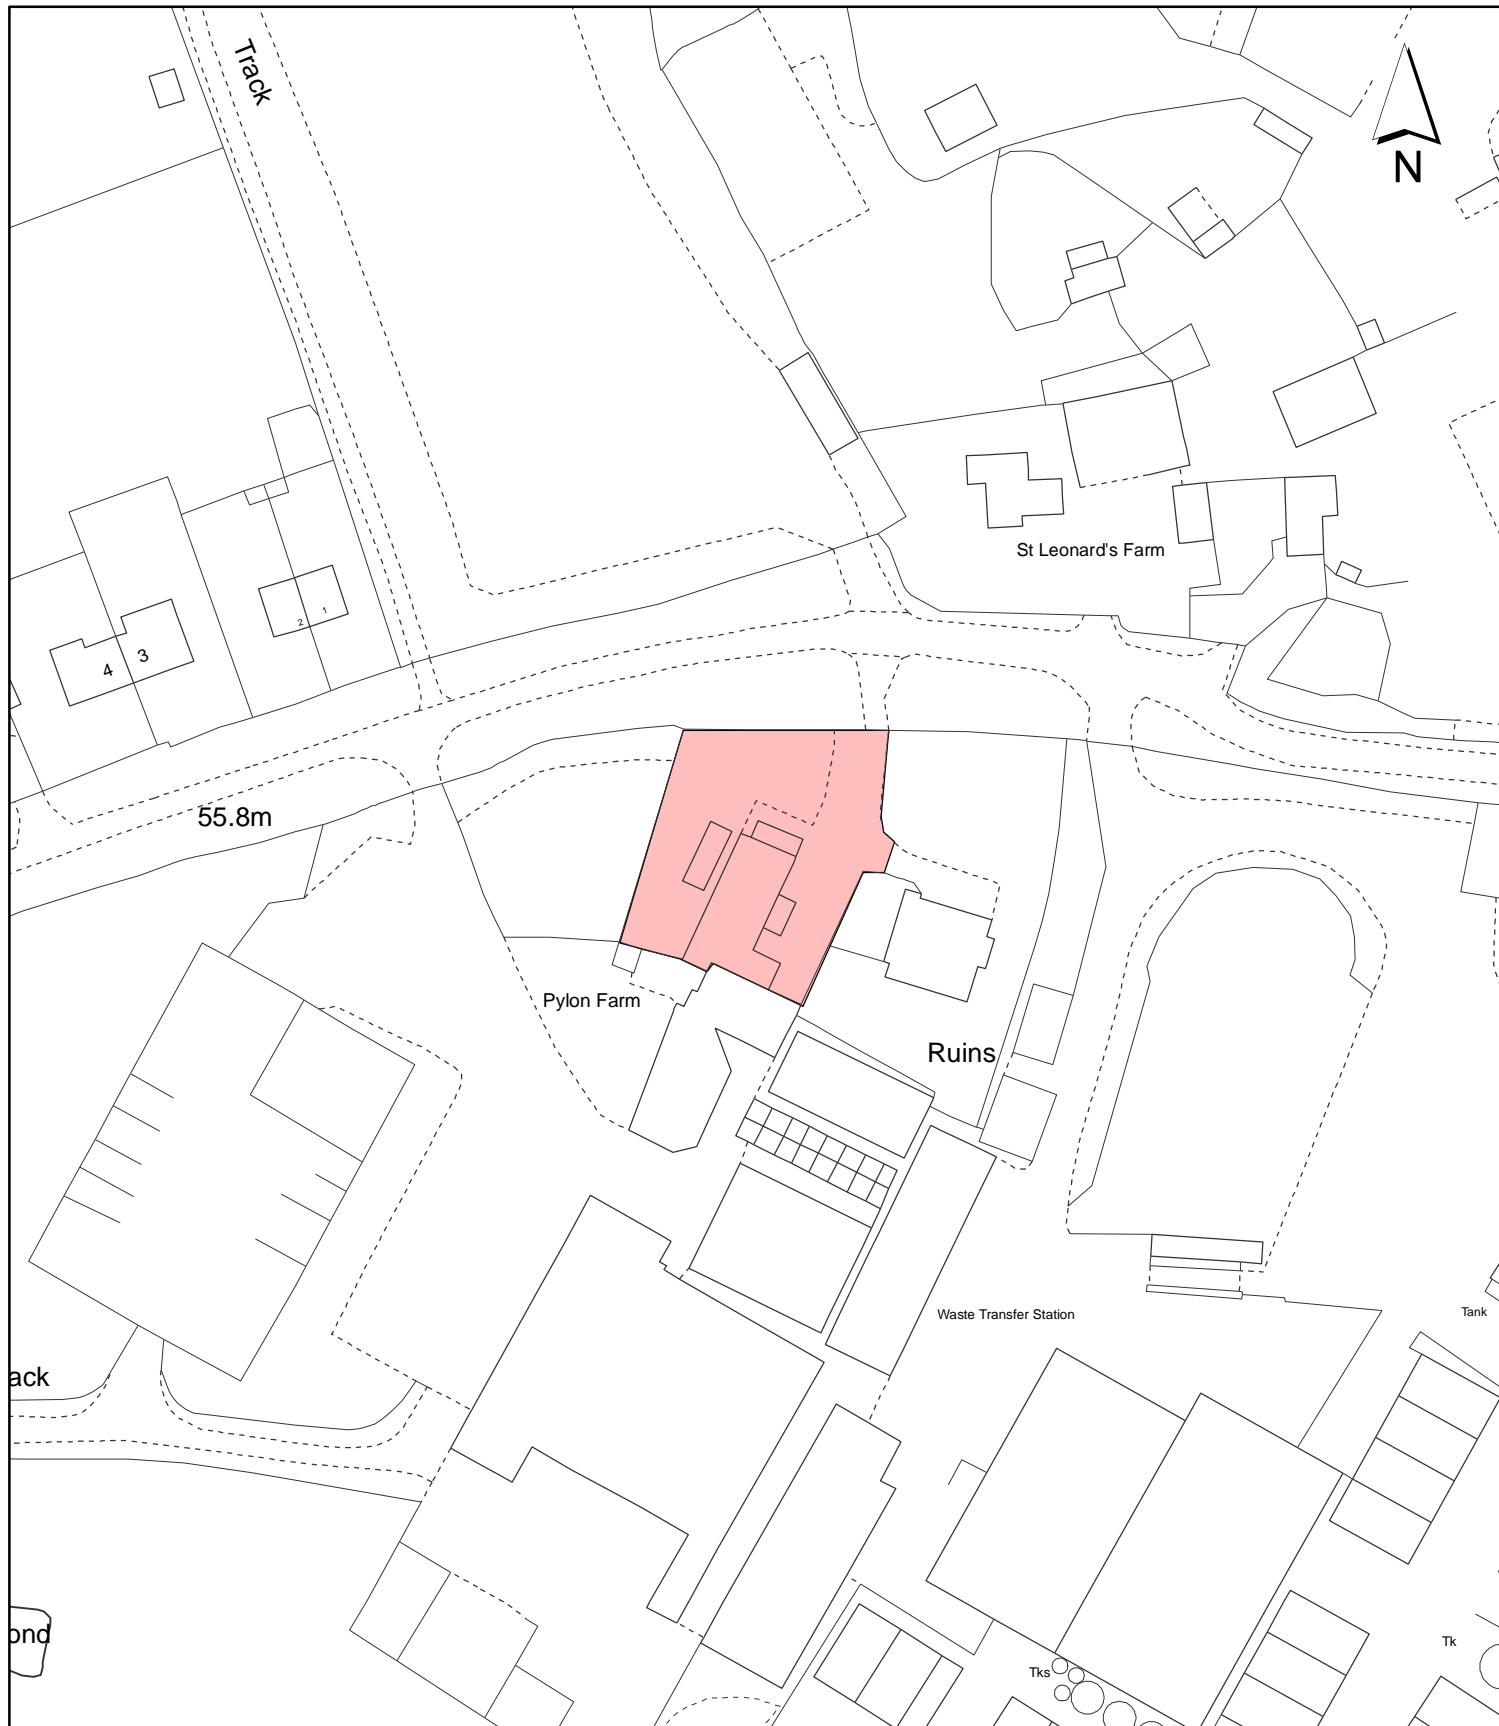 Track
N
St Leonard's Farm
1
2
3
4
55.8m
Pylon Farm
Ruins
Waste Transfer Station
Tank
ack
ond
Tk
Tks